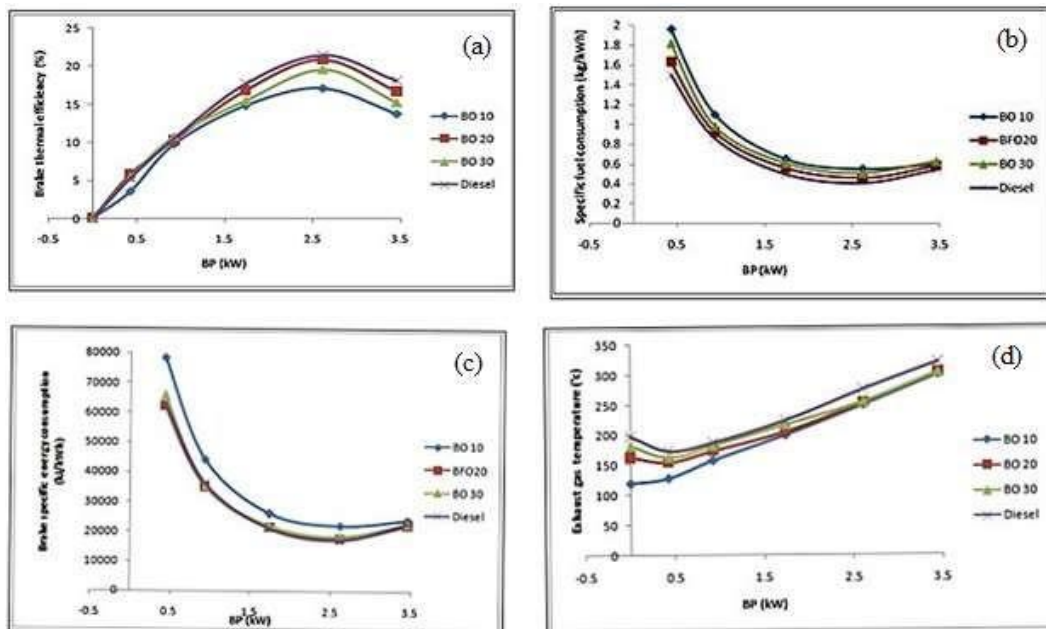 (a)
Brake thermal efficiency (%)
25
20
15
10
5
0
-0.5 0.5 1.5 2.5 3.5
BP (kW)
BO 10
BO 20
BO 30
Diesel
(b)
Specific fuel consumption (kg/kWh)
2
1.8
1.6
1.4
1.2
1
0.8
0.6
0.4
0.2
0
-0.5 0.5 1.5 2.5 3.5
BP (kW)
BO 10
BFO20
BO 30
Diesel
(c)
Brake specific energy consumption
(kJ/kWh)
80000
70000
60000
50000
40000
30000
20000
10000
0
-0.5 0.5 1.5 2.5 3.5
BP (kW)
BO 10
BFO20
BO 30
Diesel
(d)
Exhaust gas temperature (°c)
350
300
250
200
150
100
50
0
-0.5 0.5 1.5 2.5 3.5
BP (kW)
BO 10
BO 20
BO 30
Diesel